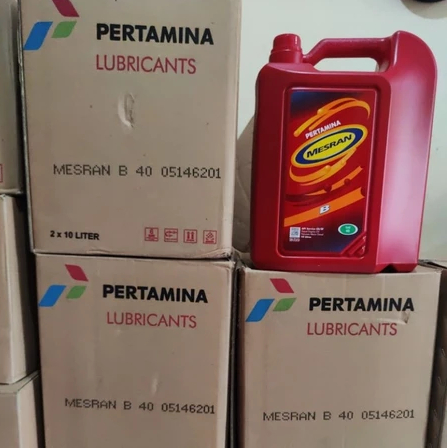 PERTAMINA
LUBRICANTS
MESRAN B 40 05146201
2 x 10 LITER
PERTAMINA
MESRAN
B
PERTAMINA
LUBRICANTS
MESRAN B 40 05146201
PERTAMINA
LUBRICANTS
MESRAN B 40 05146201